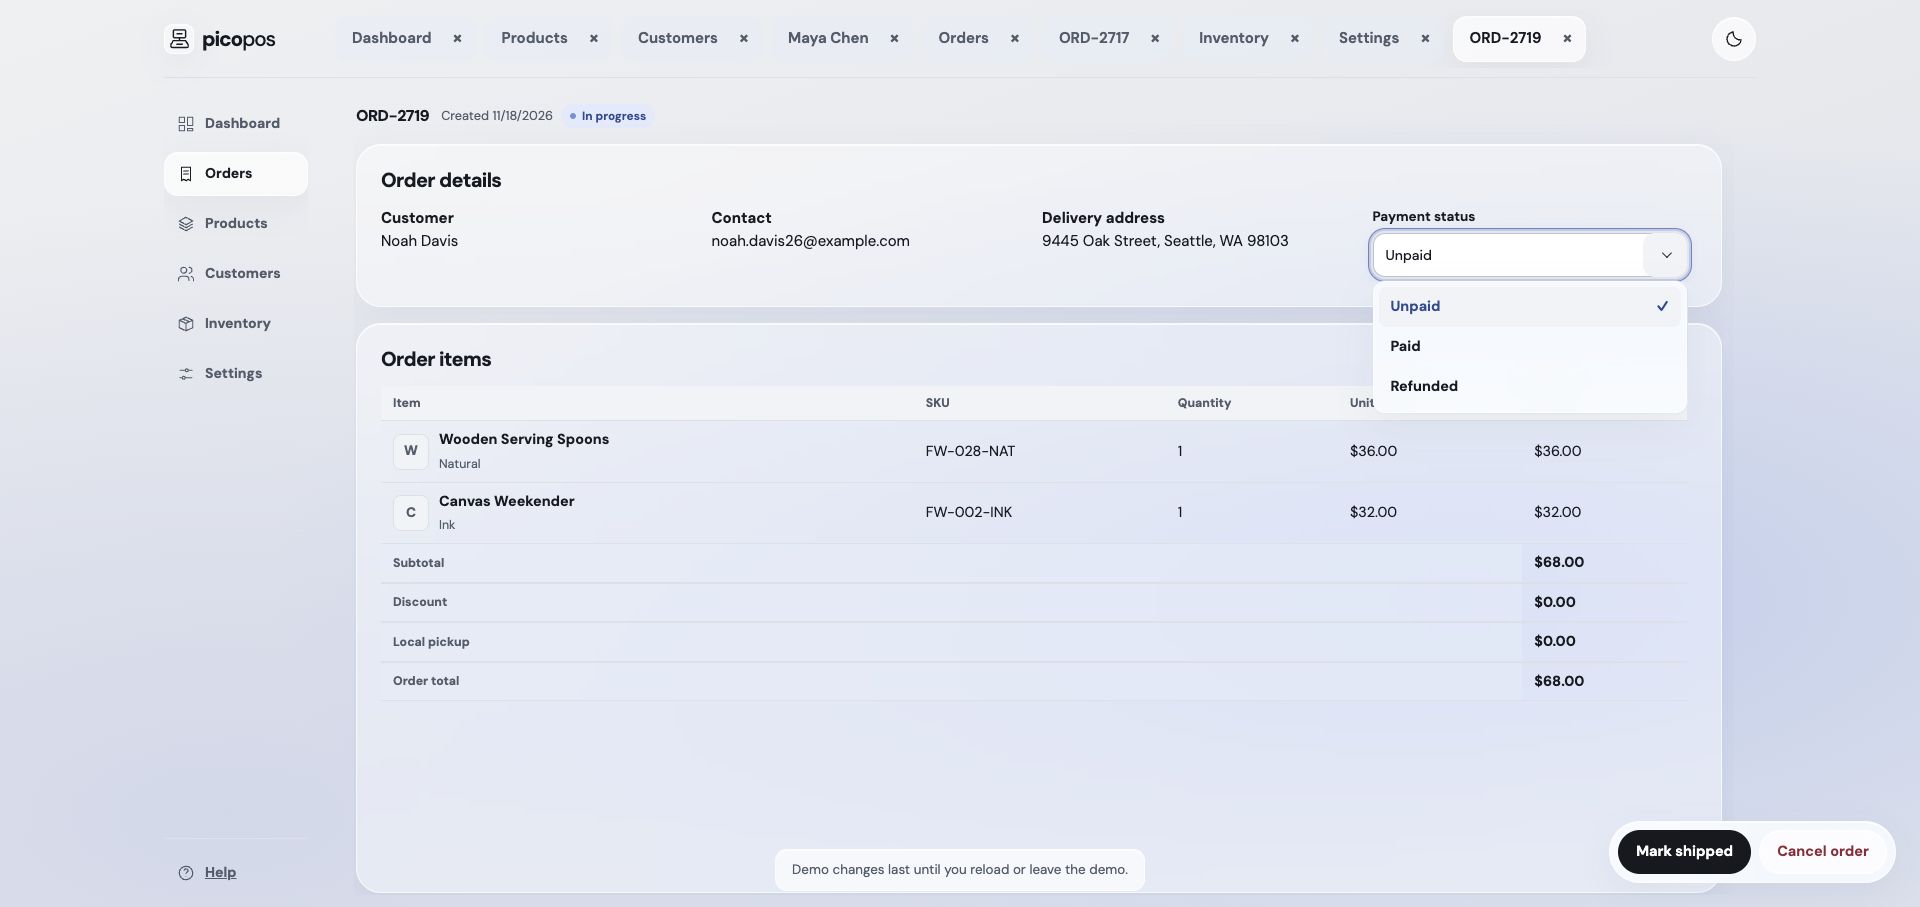 picopos
Dashboard × Products × Customers × Maya Chen × Orders × ORD-2717 × Inventory × Settings × ORD-2719 ×
Dashboard
Orders
Products
Customers
Inventory
Settings
Help
ORD-2719 Created 11/18/2026 In progress
Order details
Customer
Noah Davis
Contact
noah.davis26@example.com
Delivery address
9445 Oak Street, Seattle, WA 98103
Payment status
Unpaid
Unpaid
Paid
Refunded
Order items
Item SKU Quantity Unit
W Wooden Serving Spoons FW-028-NAT 1 $36.00 $36.00
Natural
C Canvas Weekender FW-002-INK 1 $32.00 $32.00
Ink
Subtotal $68.00
Discount $0.00
Local pickup $0.00
Order total $68.00
Demo changes last until you reload or leave the demo.
Mark shipped Cancel order